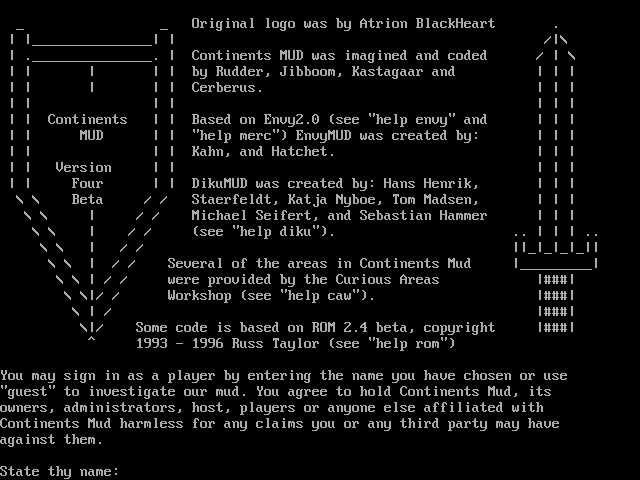 Original logo was by Atrion BlackHeart
Continents MUD was imagined and coded
by Rudder, Jibboom, Kastagaar and
Cerberus.
Continents
MUD
Version
Four
Beta
Based on Envy2.0 (see "help envy" and
"help merc") EnvyMUD was created by:
Kahn, and Hatchet.
DikuMUD was created by: Hans Henrik,
Staerfeldt, Katja Nyboe, Tom Madsen,
Michael Seifert, and Sebastian Hammer
(see "help diku").
Several of the areas in Continents Mud
were provided by the Curious Areas
Workshop (see "help caw").
Some code is based on ROM 2.4 beta, copyright
1993 - 1996 Russ Taylor (see "help rom")
You may sign in as a player by entering the name you have chosen or use
"guest" to investigate our mud. You agree to hold Continents Mud, its
owners, administrators, host, players or anyone else affiliated with
Continents Mud harmless for any claims you or any third party may have
against them.
State thy name: